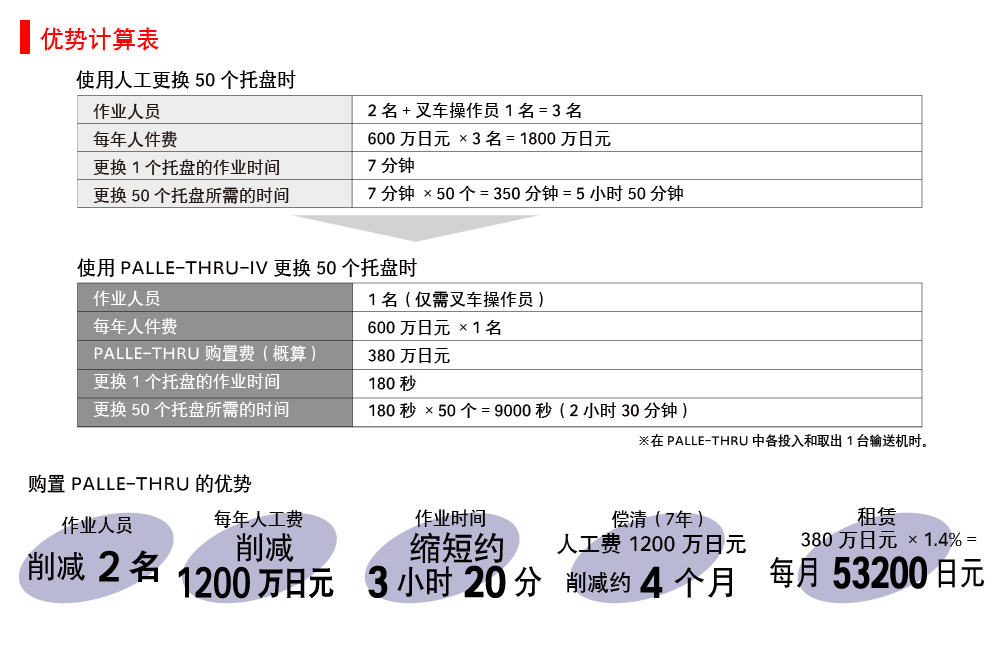 优势计算表
使用人工更换 50 个托盘时
作业人员 2 名 + 叉车操作员 1 名 = 3 名
每年人件费 600 万日元 × 3 名 = 1800 万日元
更换 1 个托盘的作业时间 7 分钟
更换 50 个托盘所需的时间 7 分钟 × 50 个 = 350 分钟 = 5 小时 50 分钟
使用 PALLE-THRU-IV 更换 50 个托盘时
作业人员 1 名（仅需叉车操作员）
每年人件费 600 万日元 × 1 名
PALLE-THRU 购置费（概算） 380 万日元
更换 1 个托盘的作业时间 180 秒
更换 50 个托盘所需的时间 180 秒 × 50 个 = 9000 秒（2 小时 30 分钟）
※在 PALLE-THRU 中各投入和取出 1 台输送机时。
购置 PALLE-THRU 的优势
作业人员
削减 2 名
每年人工费
削减
1200 万日元
作业时间
缩短约
3 小时 20 分
偿清（7年）
人工费 1200 万日元
削减约 4 个月
租赁
380 万日元 × 1.4% =
每月 53200 日元